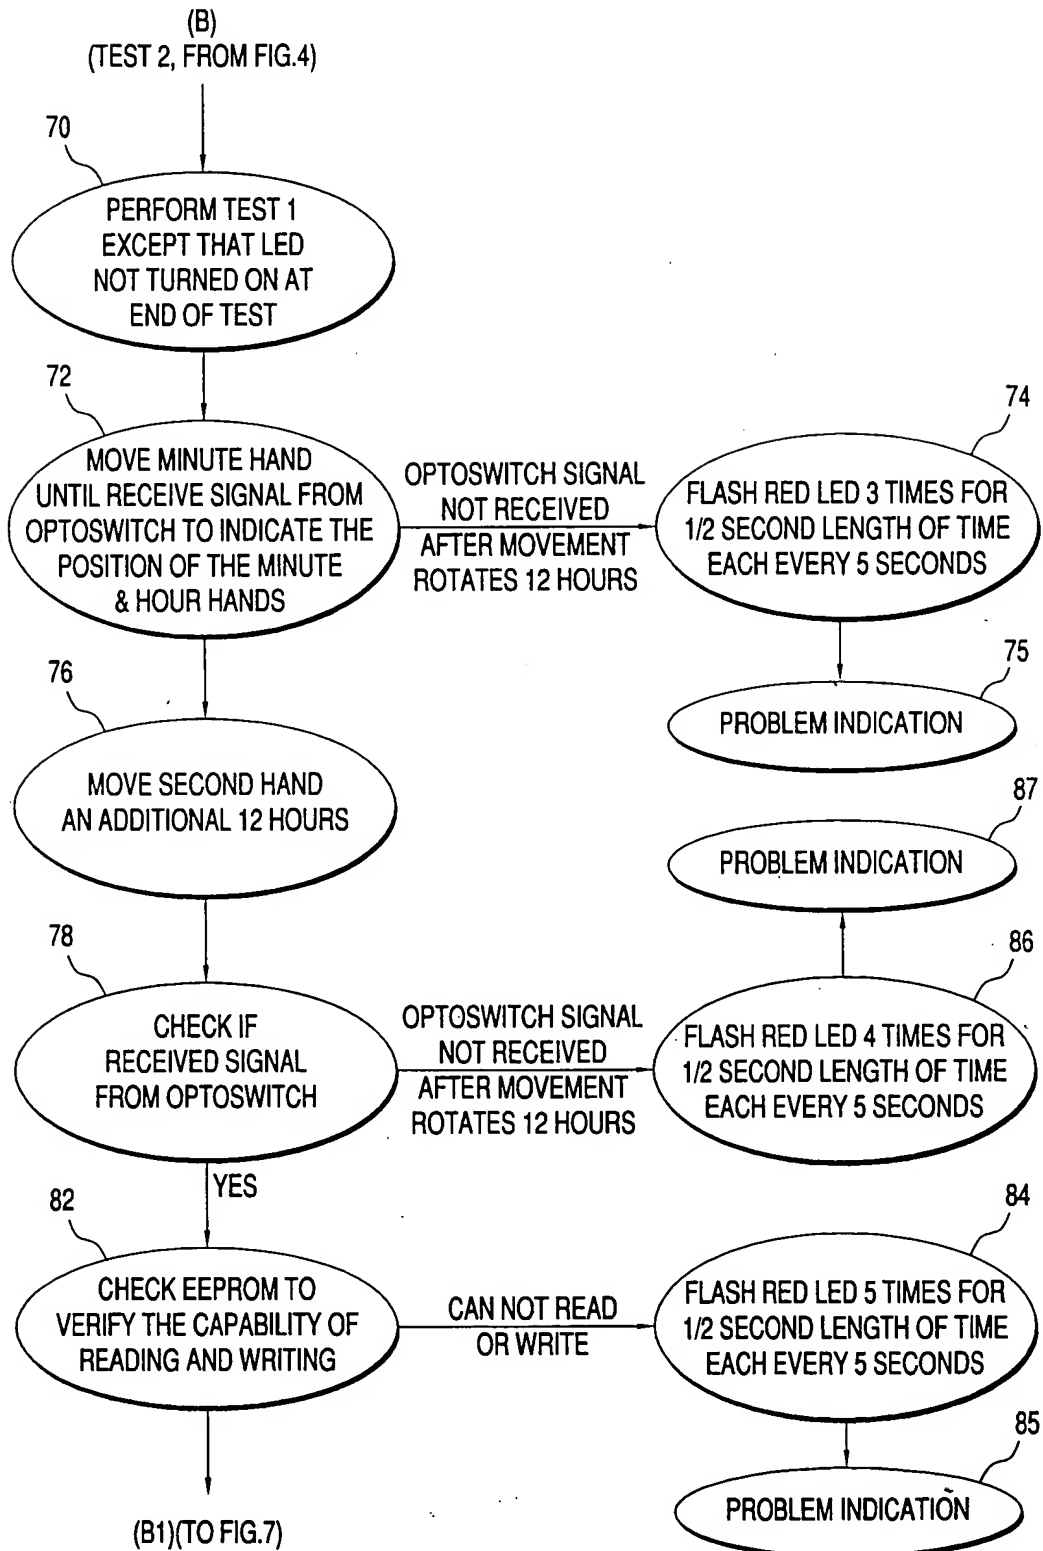 (B)
(TEST 2, FROM FIG.4)
70
PERFORM TEST 1
EXCEPT THAT LED
NOT TURNED ON AT
END OF TEST
72
MOVE MINUTE HAND
UNTIL RECEIVE SIGNAL FROM
OPTOSWITCH TO INDICATE THE
POSITION OF THE MINUTE
& HOUR HANDS
OPTOSWITCH SIGNAL
NOT RECEIVED
AFTER MOVEMENT
ROTATES 12 HOURS
74
FLASH RED LED 3 TIMES FOR
1/2 SECOND LENGTH OF TIME
EACH EVERY 5 SECONDS
75
PROBLEM INDICATION
76
MOVE SECOND HAND
AN ADDITIONAL 12 HOURS
87
PROBLEM INDICATION
78
CHECK IF
RECEIVED SIGNAL
FROM OPTOSWITCH
OPTOSWITCH SIGNAL
NOT RECEIVED
AFTER MOVEMENT
ROTATES 12 HOURS
86
FLASH RED LED 4 TIMES FOR
1/2 SECOND LENGTH OF TIME
EACH EVERY 5 SECONDS
YES
82
CHECK EEPROM TO
VERIFY THE CAPABILITY OF
READING AND WRITING
CAN NOT READ
OR WRITE
84
FLASH RED LED 5 TIMES FOR
1/2 SECOND LENGTH OF TIME
EACH EVERY 5 SECONDS
85
PROBLEM INDICATION
(B1)(TO FIG.7)